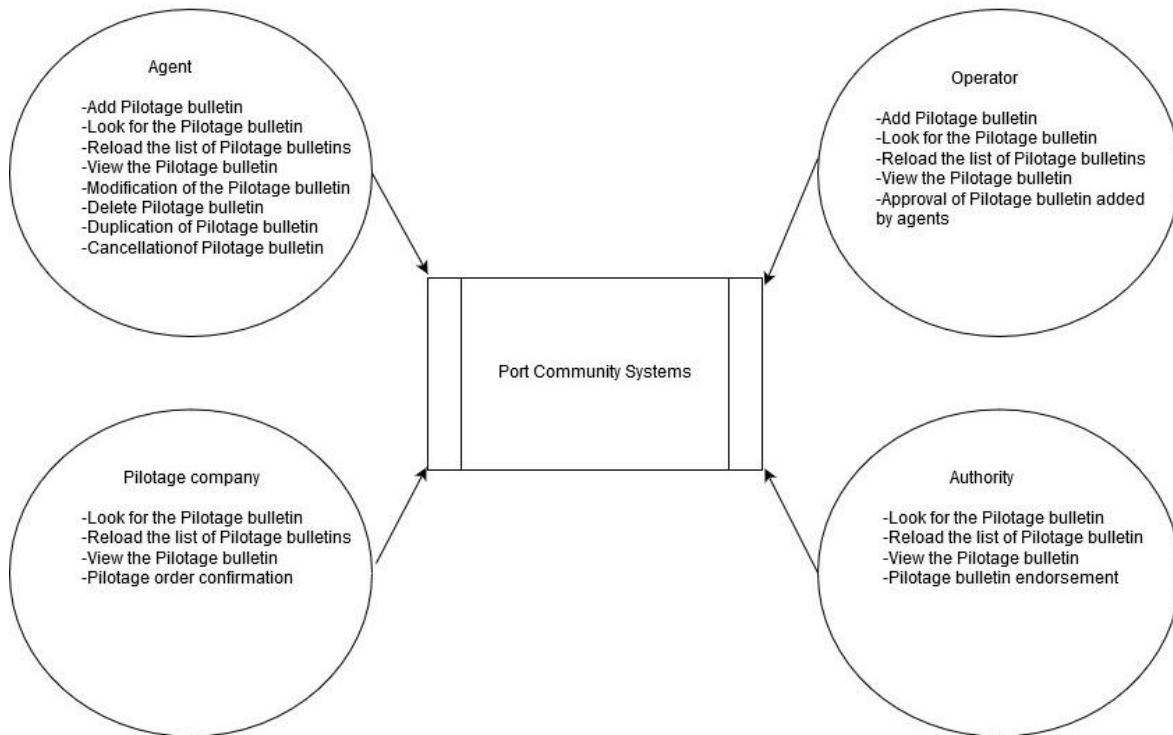 Agent
-Add Pilotage bulletin
-Look for the Pilotage bulletin
-Reload the list of Pilotage bulletins
-View the Pilotage bulletin
-Modification of the Pilotage bulletin
-Delete Pilotage bulletin
-Duplication of Pilotage bulletin
-Cancellationof Pilotage bulletin
Operator
-Add Pilotage bulletin
-Look for the Pilotage bulletin
-Reload the list of Pilotage bulletins
-View the Pilotage bulletin
-Approval of Pilotage bulletin added
by agents
Port Community Systems
Pilotage company
-Look for the Pilotage bulletin
-Reload the list of Pilotage bulletins
-View the Pilotage bulletin
-Pilotage order confirmation
Authority
-Look for the Pilotage bulletin
-Reload the list of Pilotage bulletin
-View the Pilotage bulletin
-Pilotage bulletin endorsement